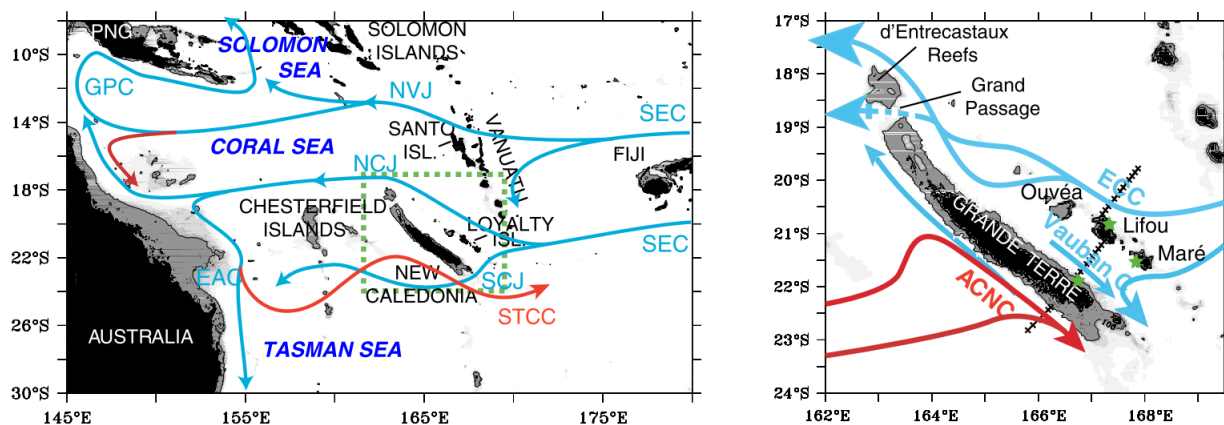 PNG
SOLOMON
SEA
SOLOMON
ISLANDS
GPC
NVJ
SEC
SANTO
ISL.
VANUATU
FIJI
CORAL SEA
NCJ
CHESTERFIELD
ISLANDS
LOYALTY
ISL.
SEC
EAC
NEW
CALEDONIA
SCJ
STCC
AUSTRALIA
TASMAN SEA
10°S
14°S
18°S
22°S
26°S
30°S
145°E
155°E
165°E
175°E
17°S
18°S
19°S
20°S
21°S
22°S
23°S
24°S
162°E
164°E
166°E
168°E
d'Entrecastaux
Reefs
Grand
Passage
ECC
Ouvéa
Lifou
Vauban C.
Maré
GRANDE TERRE
ACNC
100